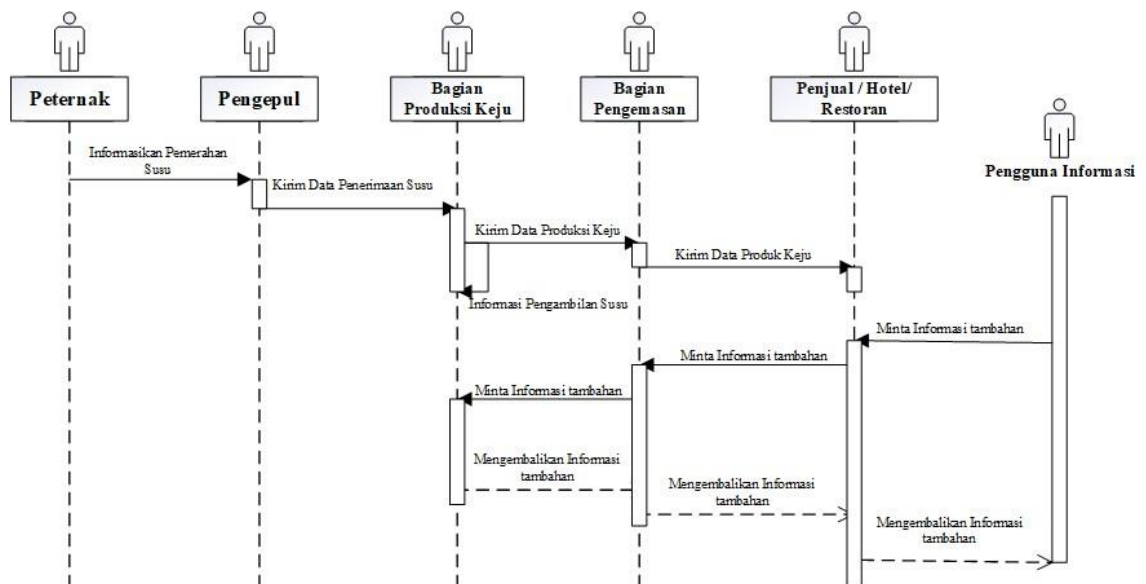 Peternak
Pengepul
Bagian
Produksi Keju
Bagian
Pengemasan
Penjual / Hotel/
Restoran
Pengguna Informasi
Informasikan Pemerahan
Susu
Kirim Data Penerimaan Susu
Kirim Data Produksi Keju
Kirim Data Produk Keju
Informasi Pengambilan Susu
Minta Informasi tambahan
Minta Informasi tambahan
Minta Informasi tambahan
Mengembalikan Informasi
tambahan
Mengembalikan Informasi
tambahan
Mengembalikan Informasi
tambahan